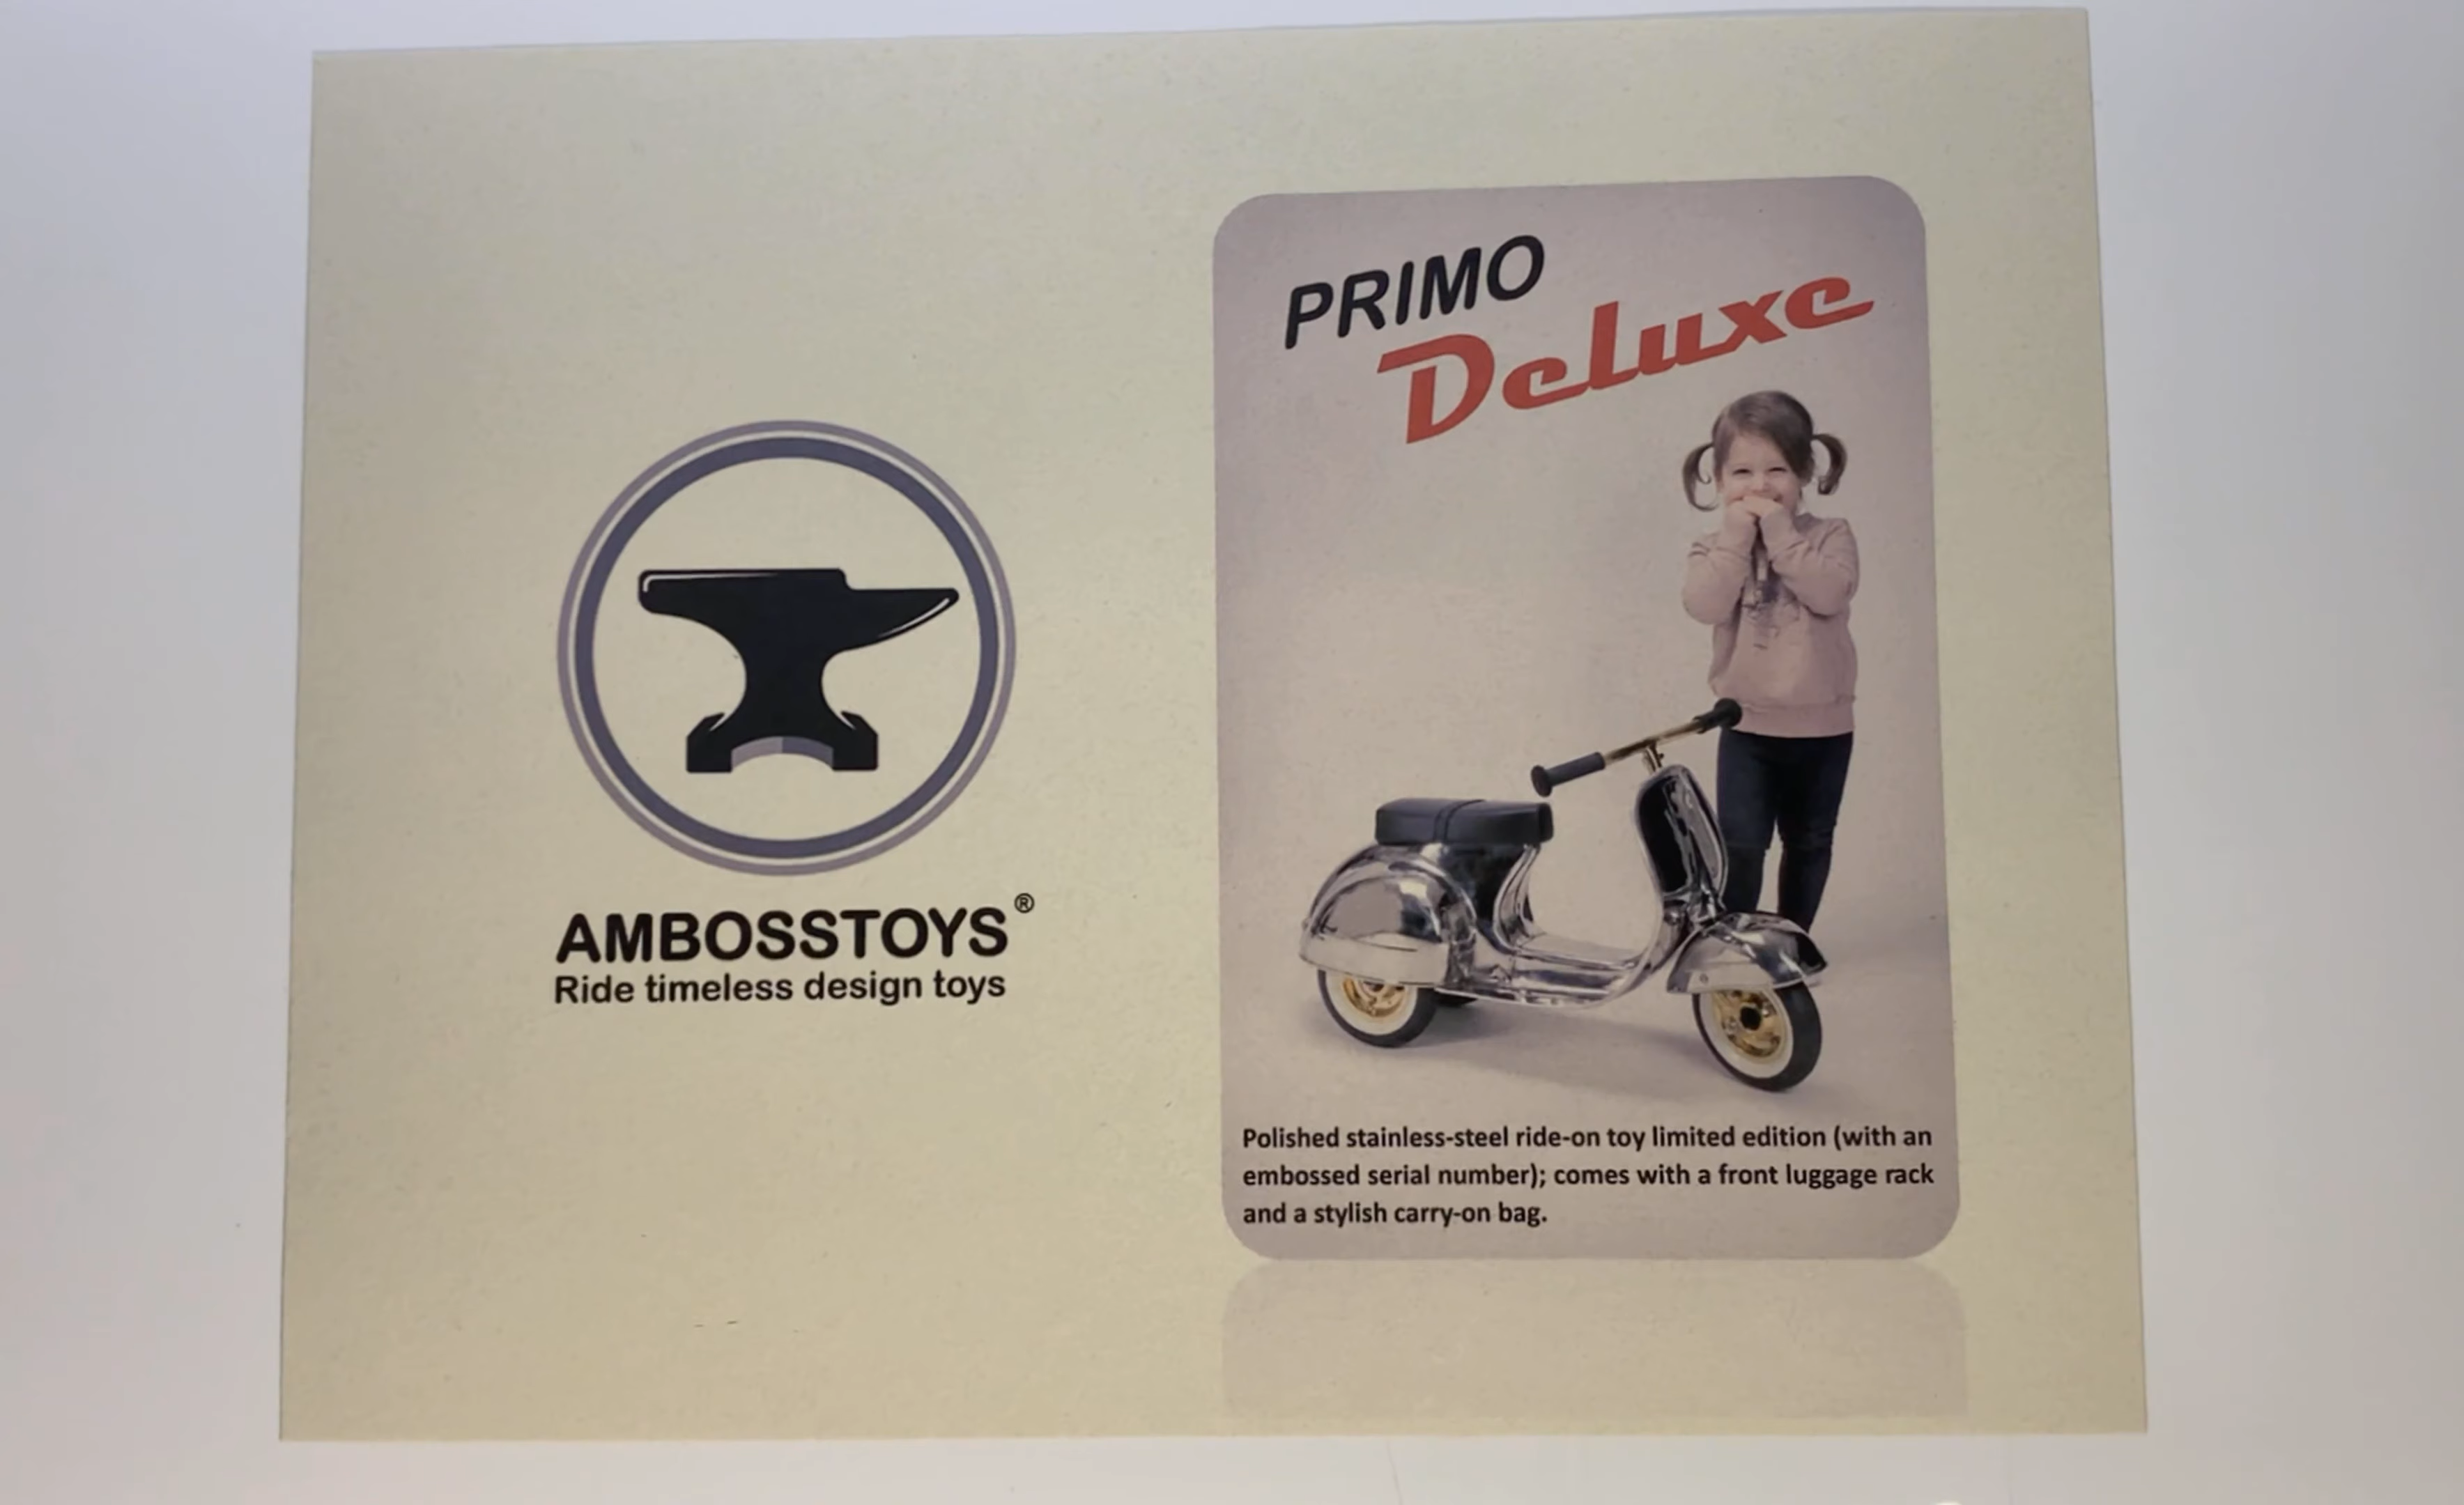 AMBOSSTOYS®
Ride timeless design toys
PRIMO
Deluxe
Polished stainless-steel ride-on toy limited edition (with an
embossed serial number); comes with a front luggage rack
and a stylish carry-on bag.